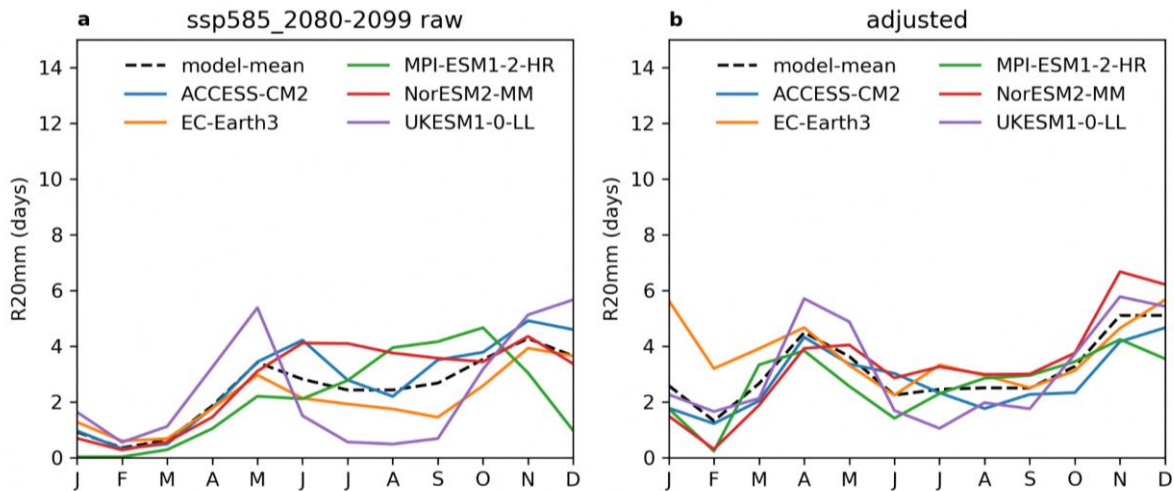 a ssp585_2080-2099 raw
R20mm (days)
14
12
10
8
6
4
2
0
model-mean
ACCESS-CM2
EC-Earth3
MPI-ESM1-2-HR
NorESM2-MM
UKESM1-0-LL
J F M A M J J A S O N D
b adjusted
R20mm (days)
14
12
10
8
6
4
2
0
model-mean
ACCESS-CM2
EC-Earth3
MPI-ESM1-2-HR
NorESM2-MM
UKESM1-0-LL
J F M A M J J A S O N D